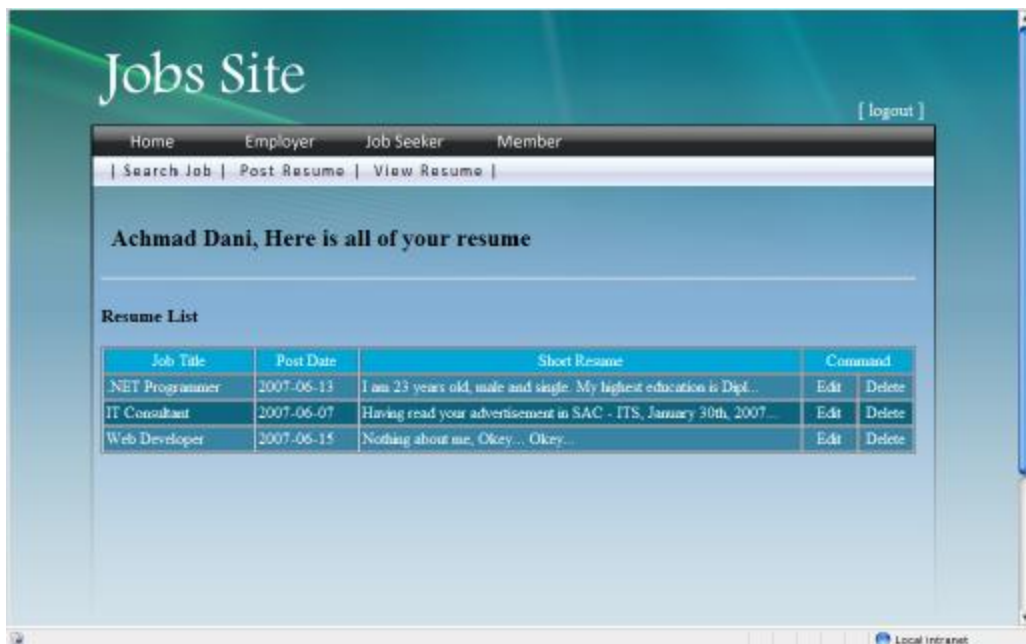 Jobs Site
[ logout ]
Home Employer Job Seeker Member
| Search Job | Post Resume | View Resume |
Achmad Dani, Here is all of your resume
Resume List
Job Title Post Date Short Resume Command
.NET Programmer 2007-06-13 I am 23 years old, male and single. My highest education is Dipl... Edit Delete
IT Consultant 2007-06-07 Having read your advertisement in SAC - ITS, January 30th, 2007... Edit Delete
Web Developer 2007-06-15 Nothing about me, Okey... Okey... Edit Delete
Local intranet